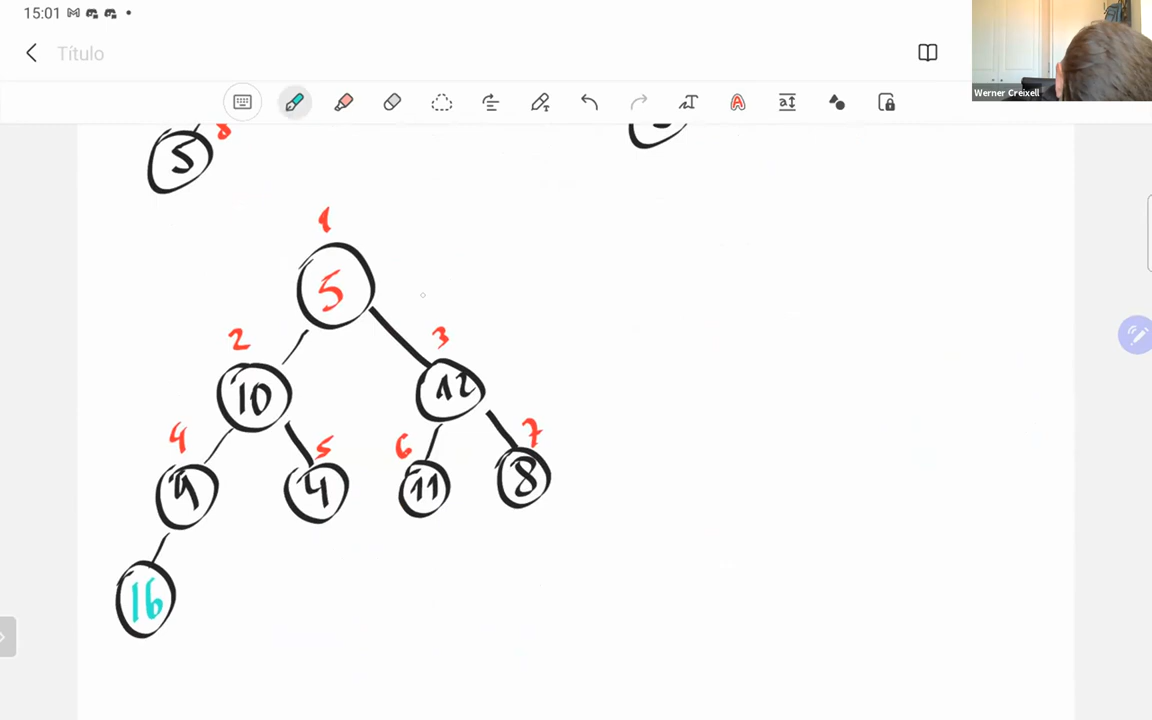 15:01
Título
Werner Creixell
5 8
1
5
2 3
10 12
4 5 6 7
9 4 11 8
16